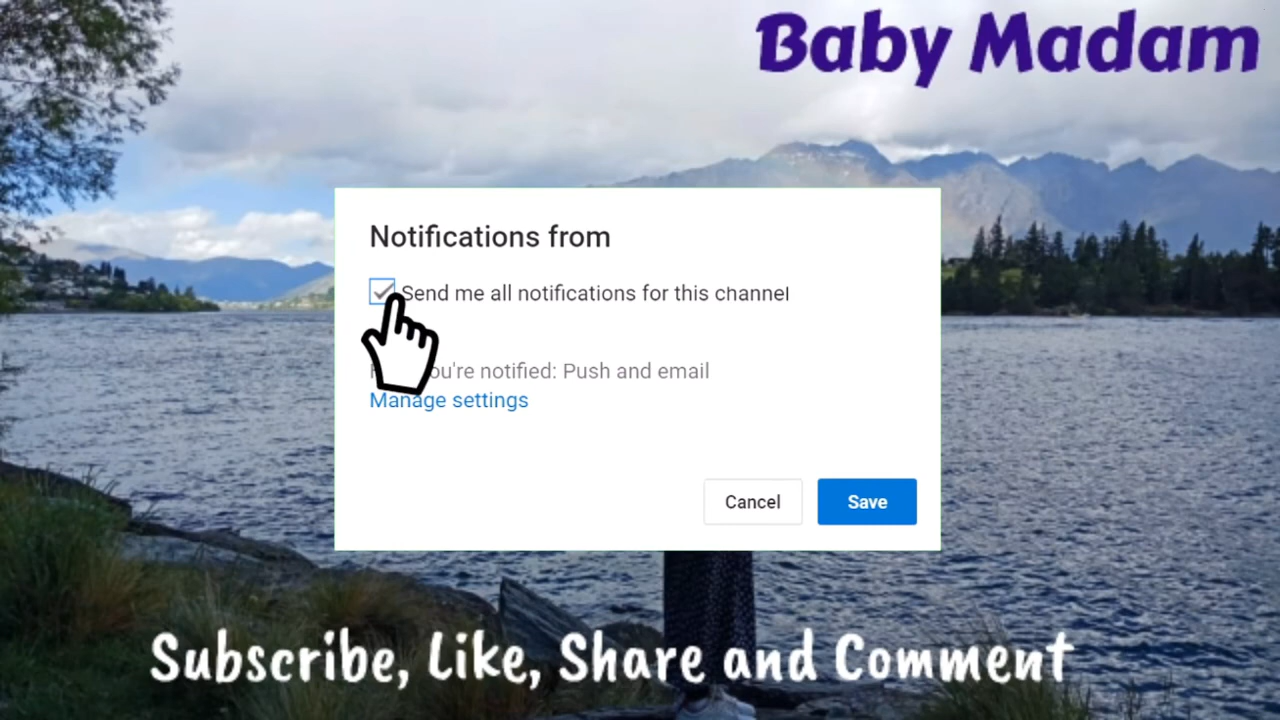 Baby Madam
Notifications from
Send me all notifications for this channel
you're notified: Push and email
Manage settings
Cancel
Save
Subscribe, Like, Share and Comment